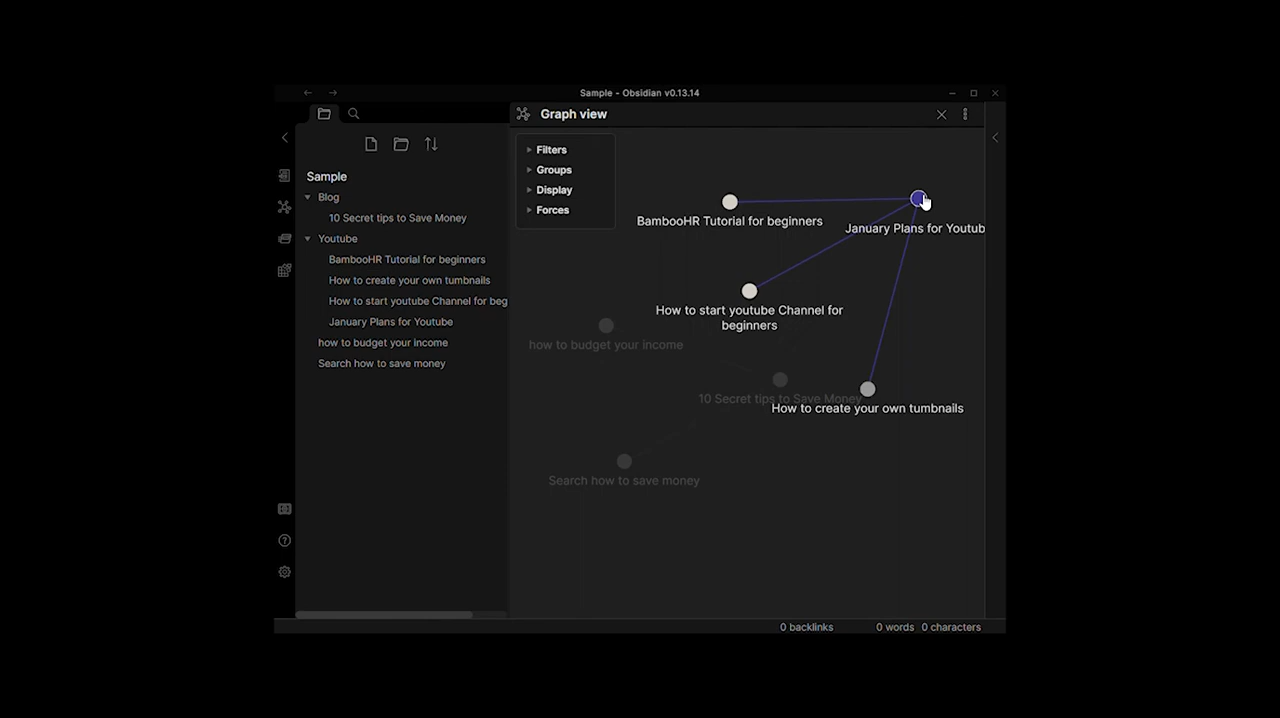 Sample - Obsidian v0.13.14
Graph view
Sample
Blog
10 Secret tips to Save Money
Youtube
BambooHR Tutorial for beginners
How to create your own tumbnails
How to start youtube Channel for beg
January Plans for Youtube
how to budget your income
Search how to save money
Filters
Groups
Display
Forces
BambooHR Tutorial for beginners
January Plans for Youtub
How to start youtube Channel for
beginners
how to budget your income
10 Secret tips to Save Money
How to create your own tumbnails
Search how to save money
0 backlinks
0 words
0 characters